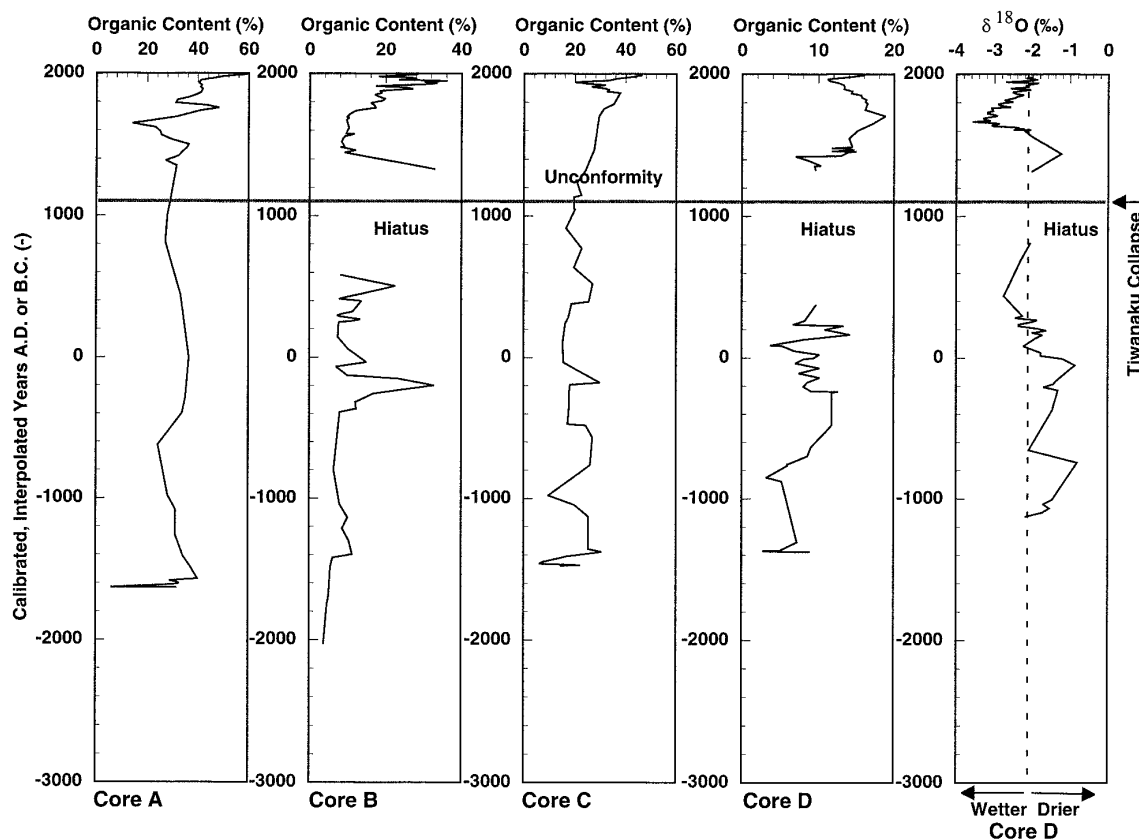 Organic Content (%) Organic Content (%) Organic Content (%) Organic Content (%) δ 18O (‰)
0 20 40 60 0 20 40 0 20 40 60 0 10 20 -4 -3 -2 -1 0
2000 2000 2000 2000 2000
Unconformity
1000 1000 1000 1000 1000
Hiatus Hiatus Hiatus
0 0 0 0 0
-1000 -1000 -1000 -1000 -1000
-2000 -2000 -2000 -2000 -2000
-3000 -3000 -3000 -3000 -3000
Calibrated, Interpolated Years A.D. or B.C. (-)
Tiwanaku Collapse
Core A Core B Core C Core D Wetter Drier
Core D